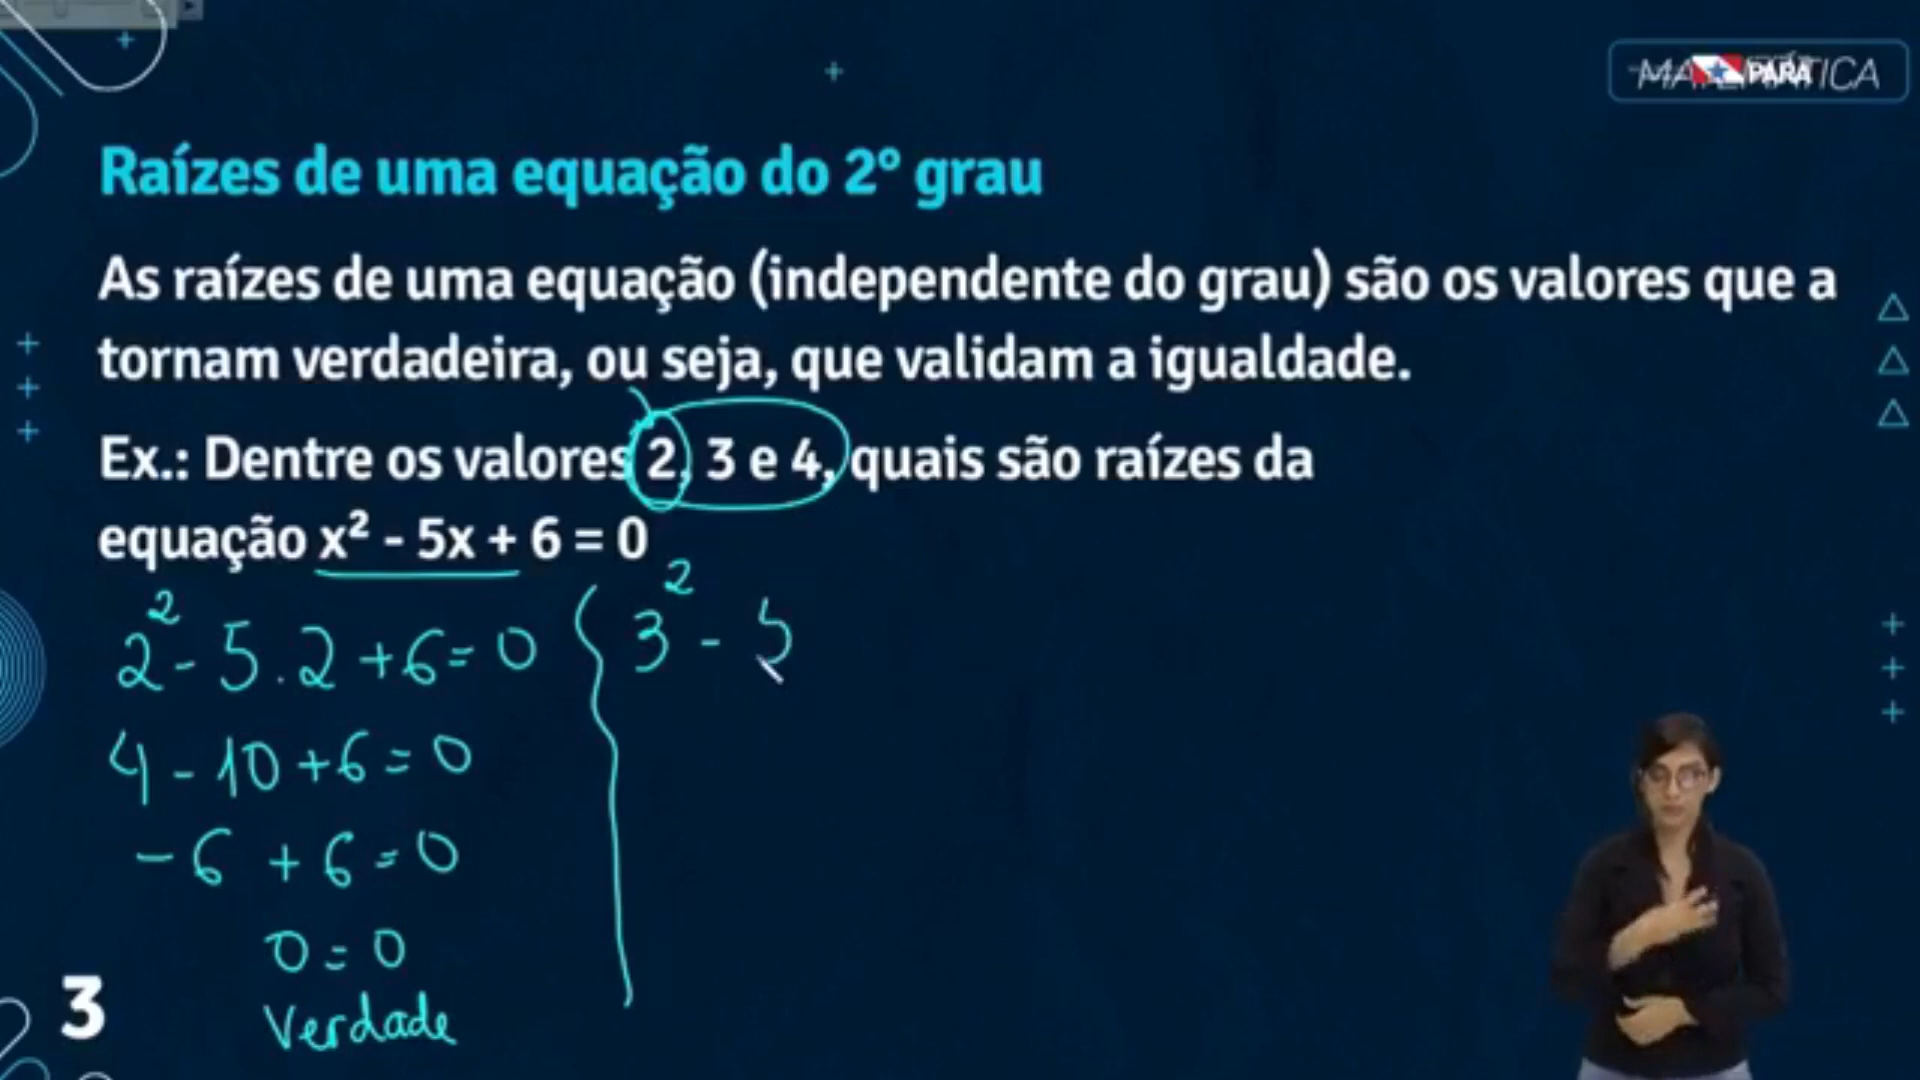 MATEMÁTICA
PARÁ
Raízes de uma equação do 2° grau
As raízes de uma equação (independente do grau) são os valores que a
tornam verdadeira, ou seja, que validam a igualdade.
Ex.: Dentre os valores 2, 3 e 4, quais são raízes da
equação x² - 5x + 6 = 0
2² - 5 . 2 + 6 = 0
3² - 5
4 - 10 + 6 = 0
- 6 + 6 = 0
0 = 0
Verdade
3